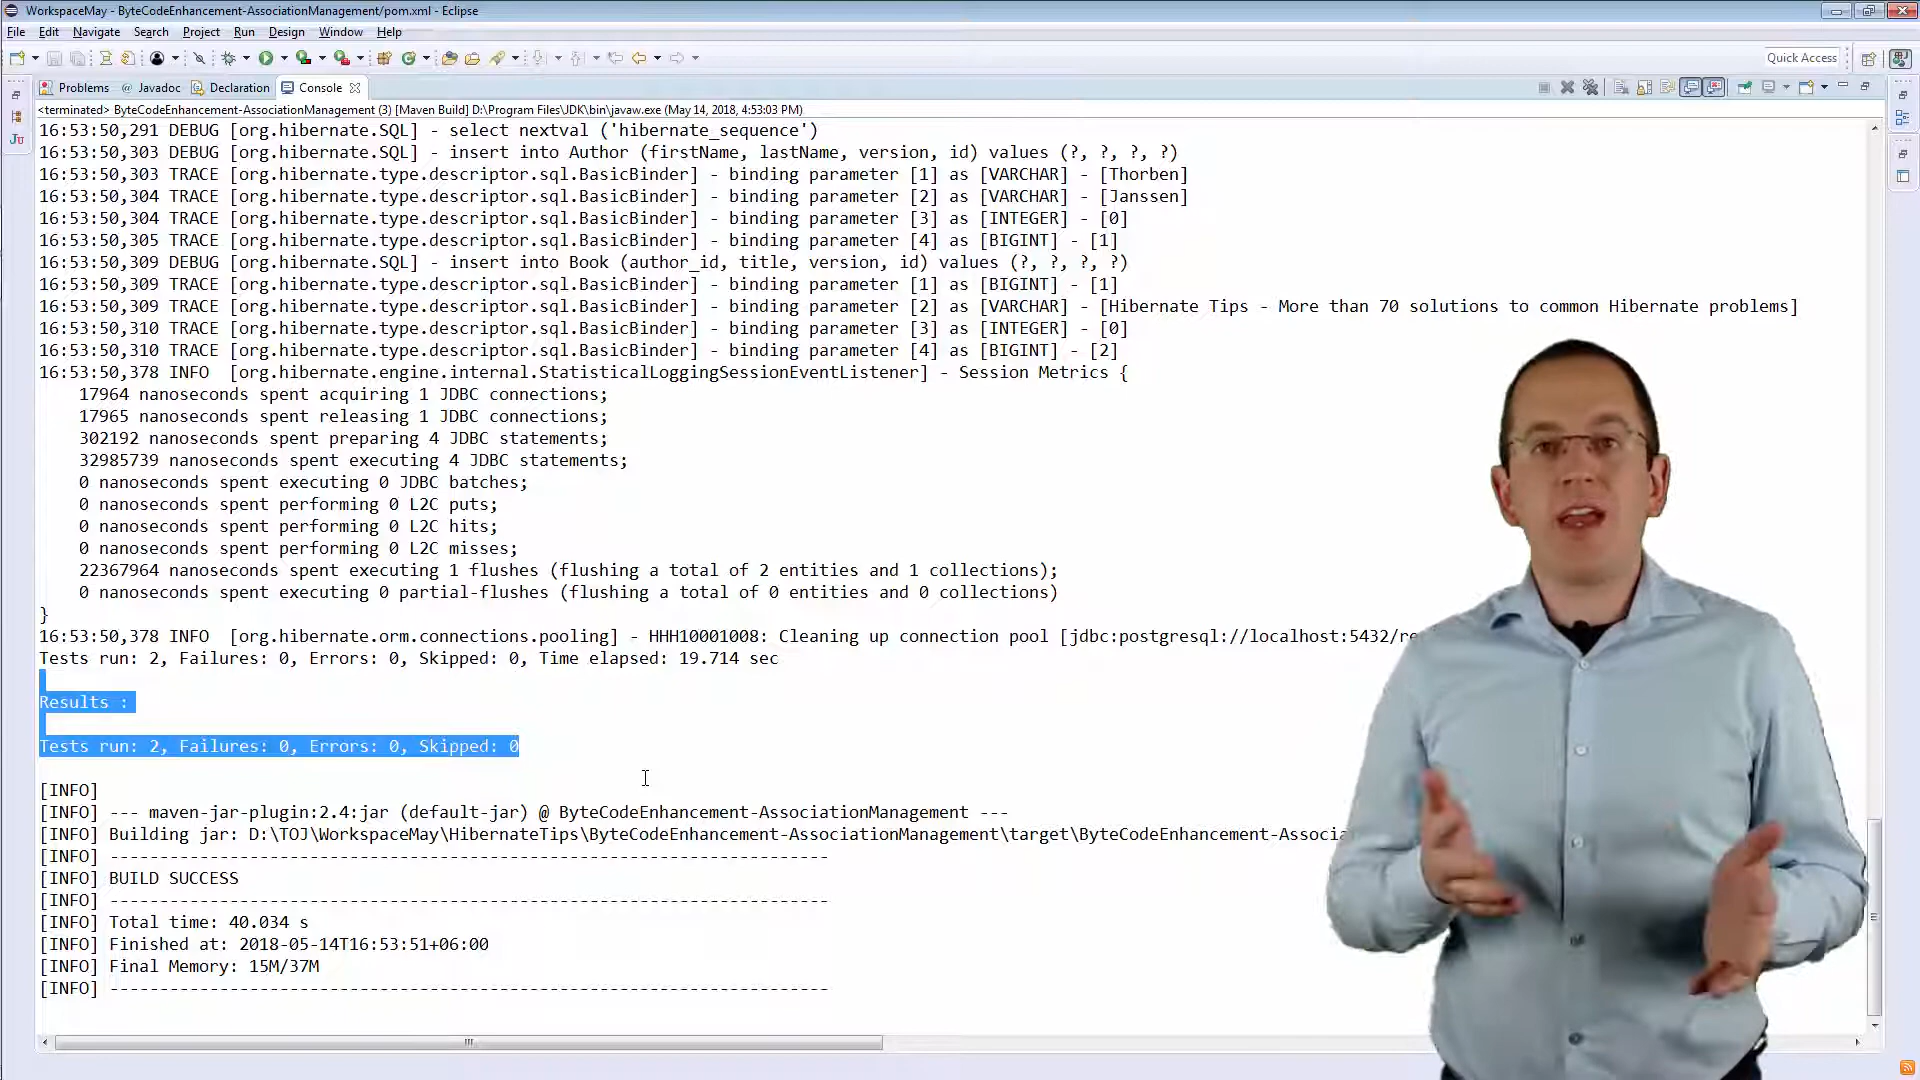 WorkspaceMay - ByteCodeEnhancement-AssociationManagement/pom.xml - Eclipse
File Edit Navigate Search Project Run Design Window Help
Quick Access
Problems @ Javadoc Declaration Console
<terminated> ByteCodeEnhancement-AssociationManagement (3) [Maven Build] D:\Program Files\JDK\bin\javaw.exe (May 14, 2018, 4:53:03 PM)
16:53:50,291 DEBUG [org.hibernate.SQL] - select nextval ('hibernate_sequence')
16:53:50,303 DEBUG [org.hibernate.SQL] - insert into Author (firstName, lastName, version, id) values (?, ?, ?, ?)
16:53:50,303 TRACE [org.hibernate.type.descriptor.sql.BasicBinder] - binding parameter [1] as [VARCHAR] - [Thorben]
16:53:50,304 TRACE [org.hibernate.type.descriptor.sql.BasicBinder] - binding parameter [2] as [VARCHAR] - [Janssen]
16:53:50,304 TRACE [org.hibernate.type.descriptor.sql.BasicBinder] - binding parameter [3] as [INTEGER] - [0]
16:53:50,305 TRACE [org.hibernate.type.descriptor.sql.BasicBinder] - binding parameter [4] as [BIGINT] - [1]
16:53:50,309 DEBUG [org.hibernate.SQL] - insert into Book (author_id, title, version, id) values (?, ?, ?, ?)
16:53:50,309 TRACE [org.hibernate.type.descriptor.sql.BasicBinder] - binding parameter [1] as [BIGINT] - [1]
16:53:50,309 TRACE [org.hibernate.type.descriptor.sql.BasicBinder] - binding parameter [2] as [VARCHAR] - [Hibernate Tips - More than 70 solutions to common Hibernate problems]
16:53:50,310 TRACE [org.hibernate.type.descriptor.sql.BasicBinder] - binding parameter [3] as [INTEGER] - [0]
16:53:50,310 TRACE [org.hibernate.type.descriptor.sql.BasicBinder] - binding parameter [4] as [BIGINT] - [2]
16:53:50,378 INFO [org.hibernate.engine.internal.StatisticalLoggingSessionEventListener] - Session Metrics {
17964 nanoseconds spent acquiring 1 JDBC connections;
17965 nanoseconds spent releasing 1 JDBC connections;
302192 nanoseconds spent preparing 4 JDBC statements;
32985739 nanoseconds spent executing 4 JDBC statements;
0 nanoseconds spent executing 0 JDBC batches;
0 nanoseconds spent performing 0 L2C puts;
0 nanoseconds spent performing 0 L2C hits;
0 nanoseconds spent performing 0 L2C misses;
22367964 nanoseconds spent executing 1 flushes (flushing a total of 2 entities and 1 collections);
0 nanoseconds spent executing 0 partial-flushes (flushing a total of 0 entities and 0 collections)
}
16:53:50,378 INFO [org.hibernate.orm.connections.pooling] - HHH10001008: Cleaning up connection pool [jdbc:postgresql://localhost:5432/re
Tests run: 2, Failures: 0, Errors: 0, Skipped: 0, Time elapsed: 19.714 sec
Results :
Tests run: 2, Failures: 0, Errors: 0, Skipped: 0
[INFO]
[INFO] --- maven-jar-plugin:2.4:jar (default-jar) @ ByteCodeEnhancement-AssociationManagement ---
[INFO] Building jar: D:\TOJ\WorkspaceMay\HibernateTips\ByteCodeEnhancement-AssociationManagement\target\ByteCodeEnhancement-Associa
[INFO] ------------------------------------------------------------------------
[INFO] BUILD SUCCESS
[INFO] ------------------------------------------------------------------------
[INFO] Total time: 40.034 s
[INFO] Finished at: 2018-05-14T16:53:51+06:00
[INFO] Final Memory: 15M/37M
[INFO] ------------------------------------------------------------------------